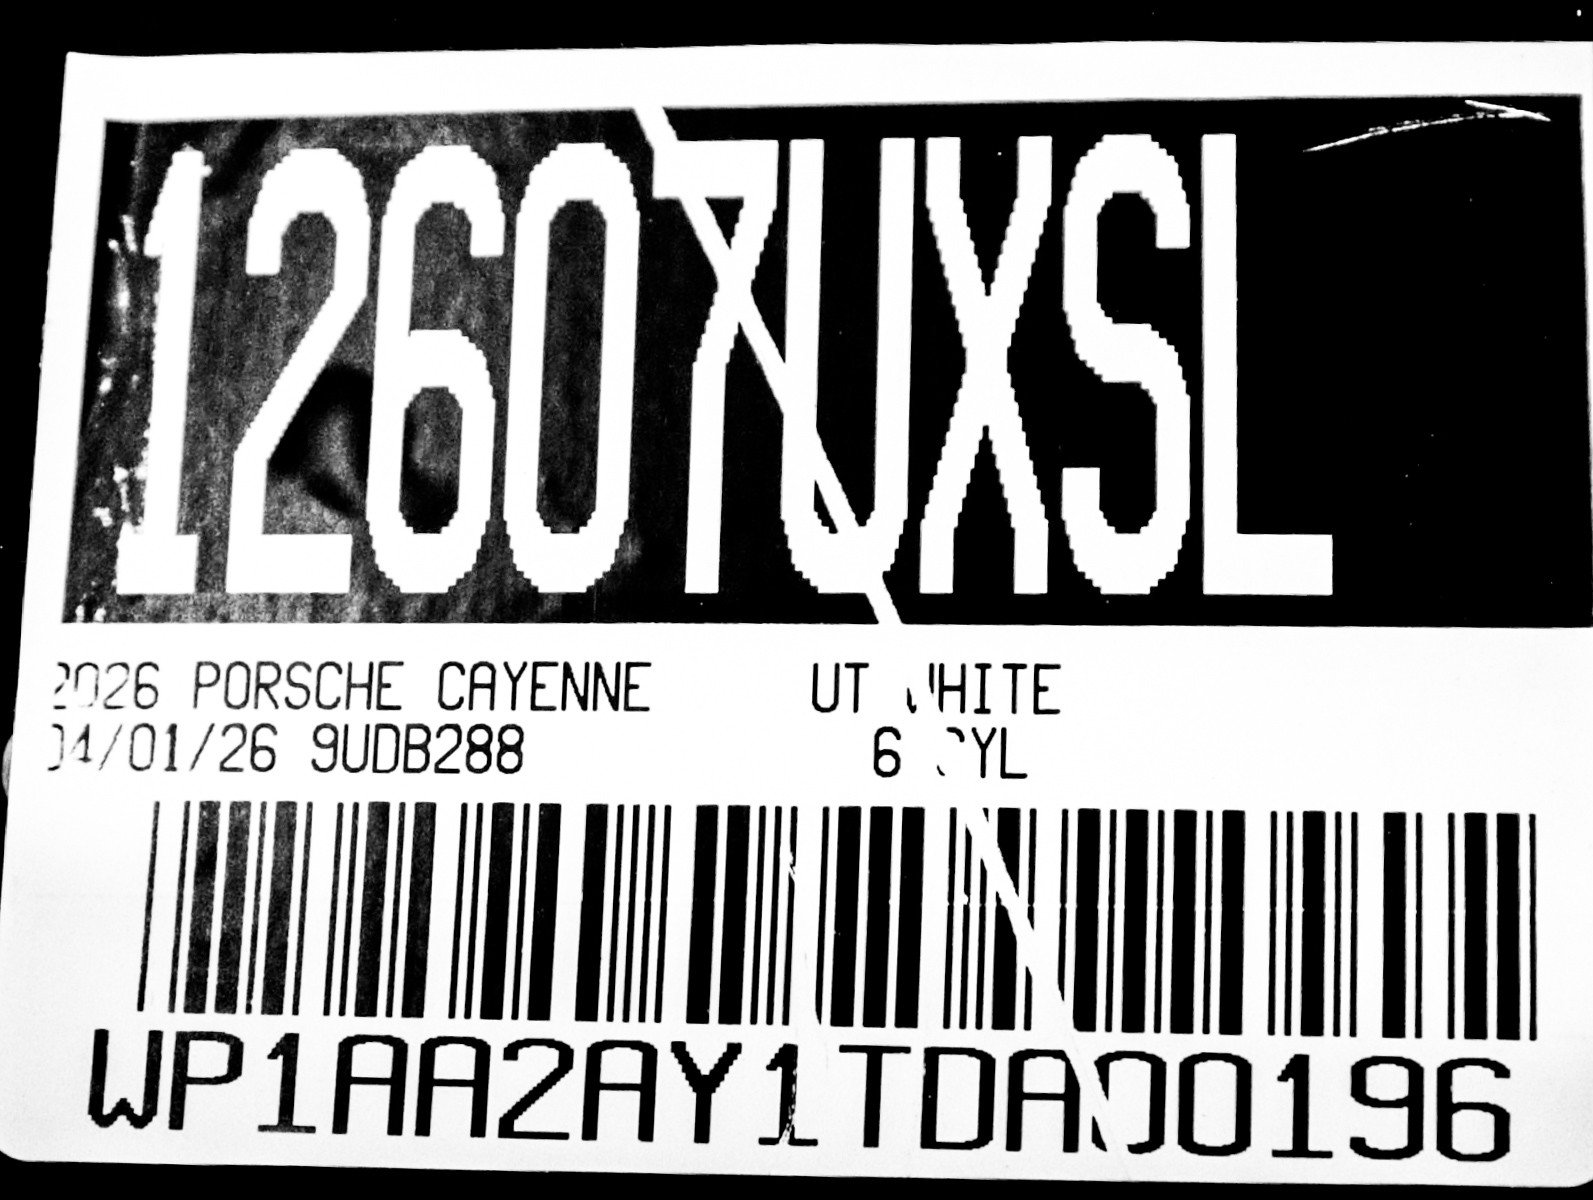 12607UXSL
2026 PORSCHE CAYENNE UT WHITE
04/01/26 9UDB288 6 CYL
WP1AA2AY1TDA00196